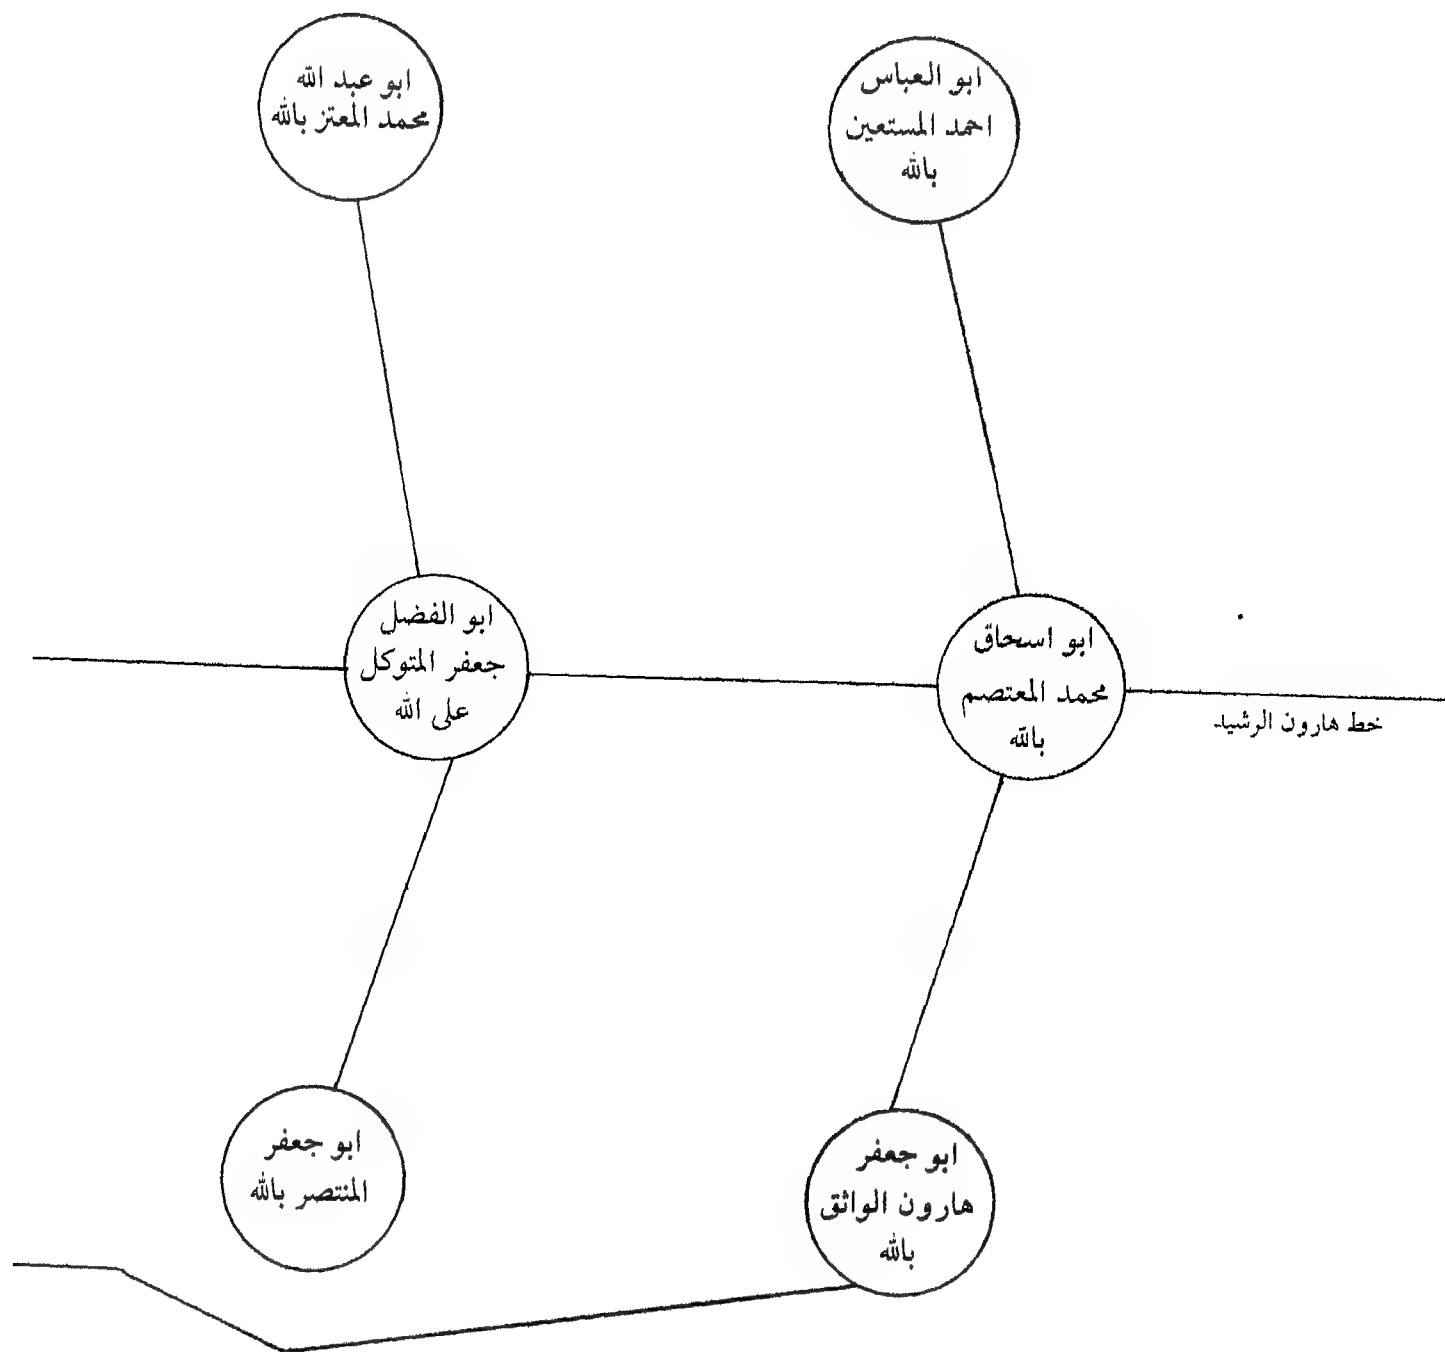 ابو العباس
احمد المستعين
بالله
ابو عبد الله
محمد المعتز بالله
خط هارون الرشيد
ابو اسحاق
محمد المعتصم
بالله
ابو الفضل
جعفر المتوكل
على الله
ابو جعفر
هارون الواثق
بالله
ابو جعفر
المنتصر بالله